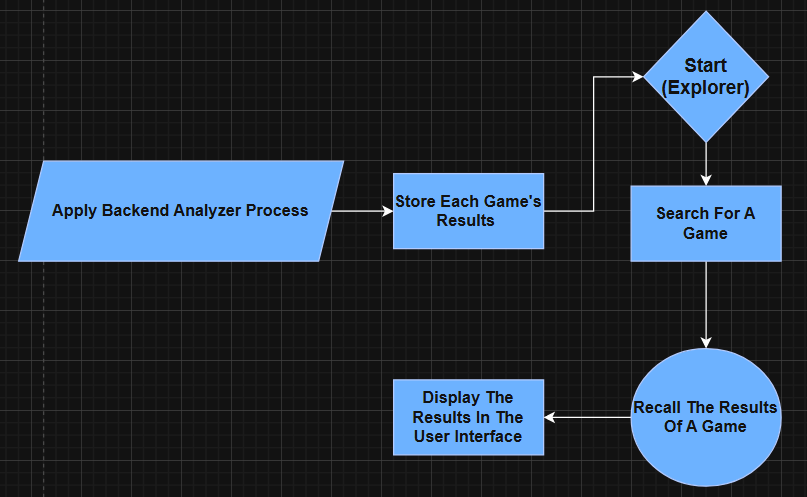 Start
(Explorer)
Apply Backend Analyzer Process
Store Each Game's
Results
Search For A
Game
Display The
Results In The
User Interface
Recall The Results
Of A Game